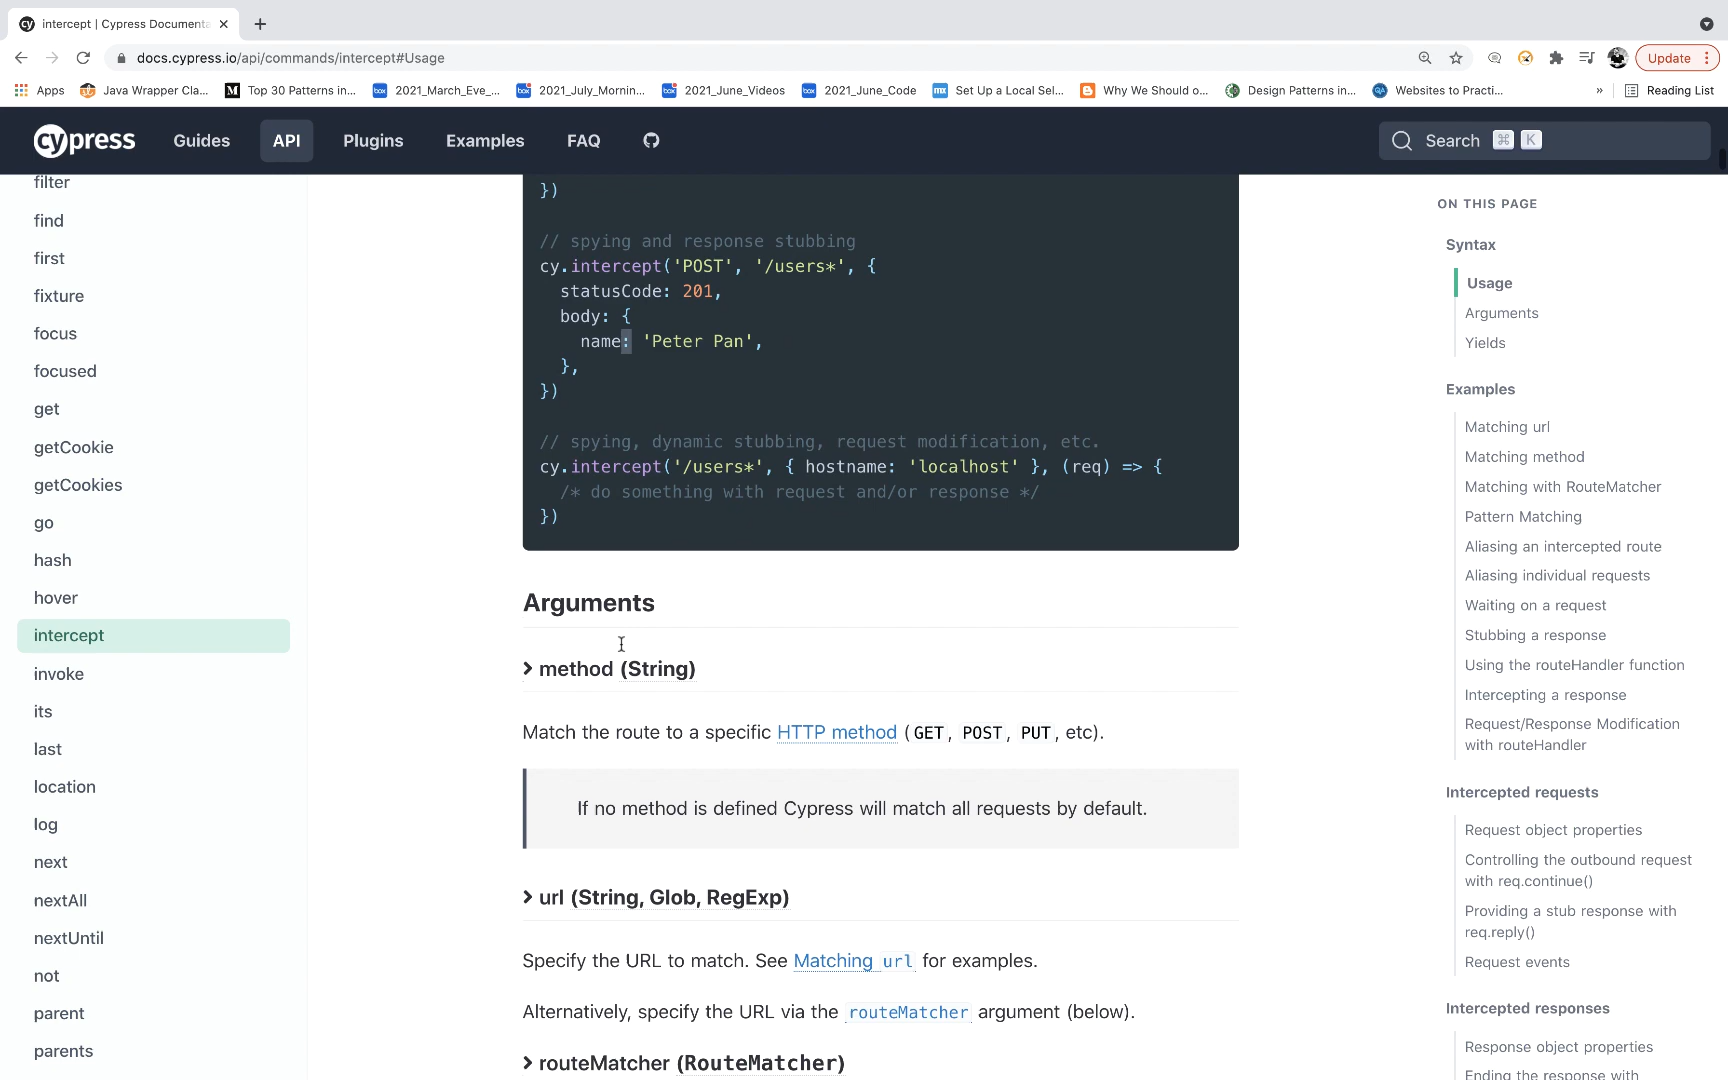 intercept | Cypress Documenta
docs.cypress.io/api/commands/intercept#Usage
Update
Apps
Java Wrapper Cla...
Top 30 Patterns in...
2021_March_Eve_...
2021_July_Mornin...
2021_June_Videos
2021_June_Code
Set Up a Local Sel...
Why We Should o...
Design Patterns in...
Websites to Practi...
»
Reading List
cypress
Guides
API
Plugins
Examples
FAQ
Search ⌘ K
filter
find
first
fixture
focus
focused
get
getCookie
getCookies
go
hash
hover
intercept
invoke
its
last
location
log
next
nextAll
nextUntil
not
parent
parents
})
// spying and response stubbing
cy.intercept('POST', '/users*', {
statusCode: 201,
body: {
name: 'Peter Pan',
},
})
// spying, dynamic stubbing, request modification, etc.
cy.intercept('/users*', { hostname: 'localhost' }, (req) => {
/* do something with request and/or response */
})
Arguments
method (String)
Match the route to a specific HTTP method (GET, POST, PUT, etc).
If no method is defined Cypress will match all requests by default.
url (String, Glob, RegExp)
Specify the URL to match. See Matching url for examples.
Alternatively, specify the URL via the routeMatcher argument (below).
routeMatcher (RouteMatcher)
ON THIS PAGE
Syntax
Usage
Arguments
Yields
Examples
Matching url
Matching method
Matching with RouteMatcher
Pattern Matching
Aliasing an intercepted route
Aliasing individual requests
Waiting on a request
Stubbing a response
Using the routeHandler function
Intercepting a response
Request/Response Modification
with routeHandler
Intercepted requests
Request object properties
Controlling the outbound request
with req.continue()
Providing a stub response with
req.reply()
Request events
Intercepted responses
Response object properties
Ending the response with